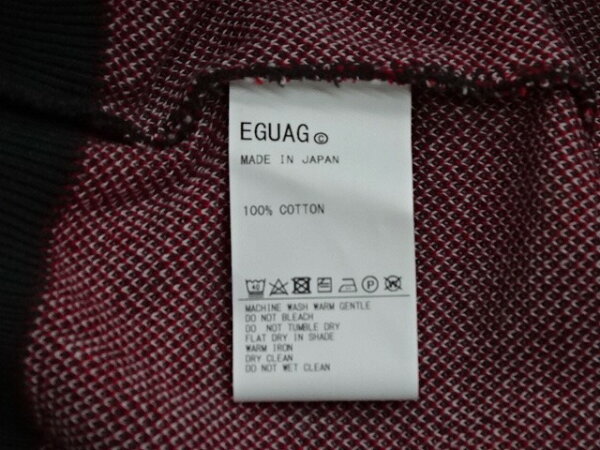 EGUAG©
MADE IN JAPAN
100% COTTON
MACHINE WASH WARM GENTLE
DO NOT BLEACH
DO NOT TUMBLE DRY
FLAT DRY IN SHADE
WARM IRON
DRY CLEAN
DO NOT WET CLEAN